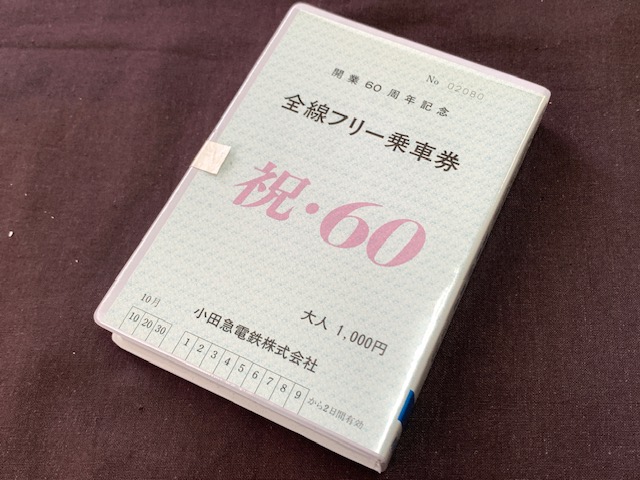 No 02080
開業60周年記念
全線フリー乗車券
祝・60
大人 1,000円
小田急電鉄株式会社
10月
10 20 30 1 2 3 4 5 6 7 8 9 から2日間有効